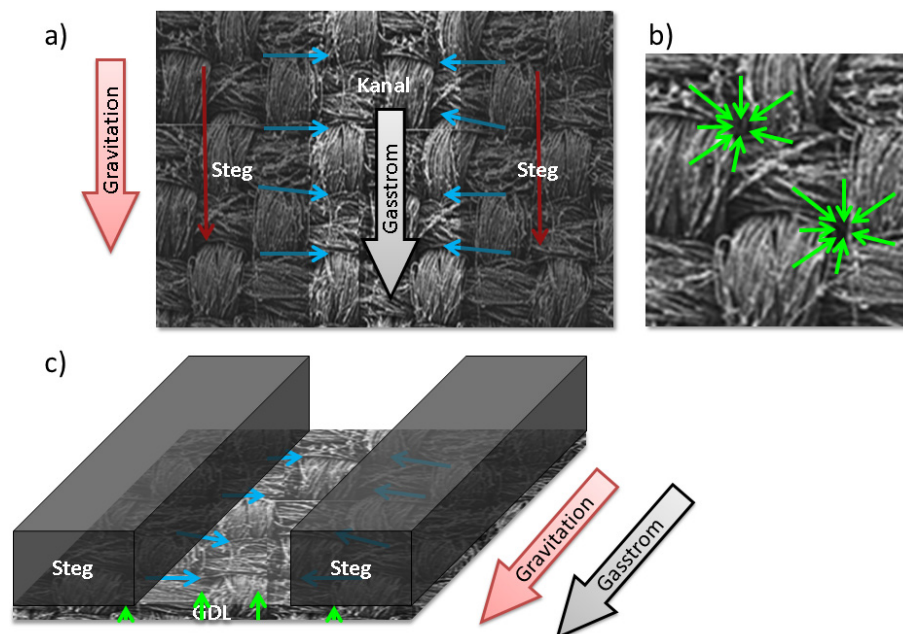 a)
b)
Gravitation
Kanal
Steg
Gasstrom
Steg
c)
Steg
GDL
Steg
Gravitation
Gasstrom